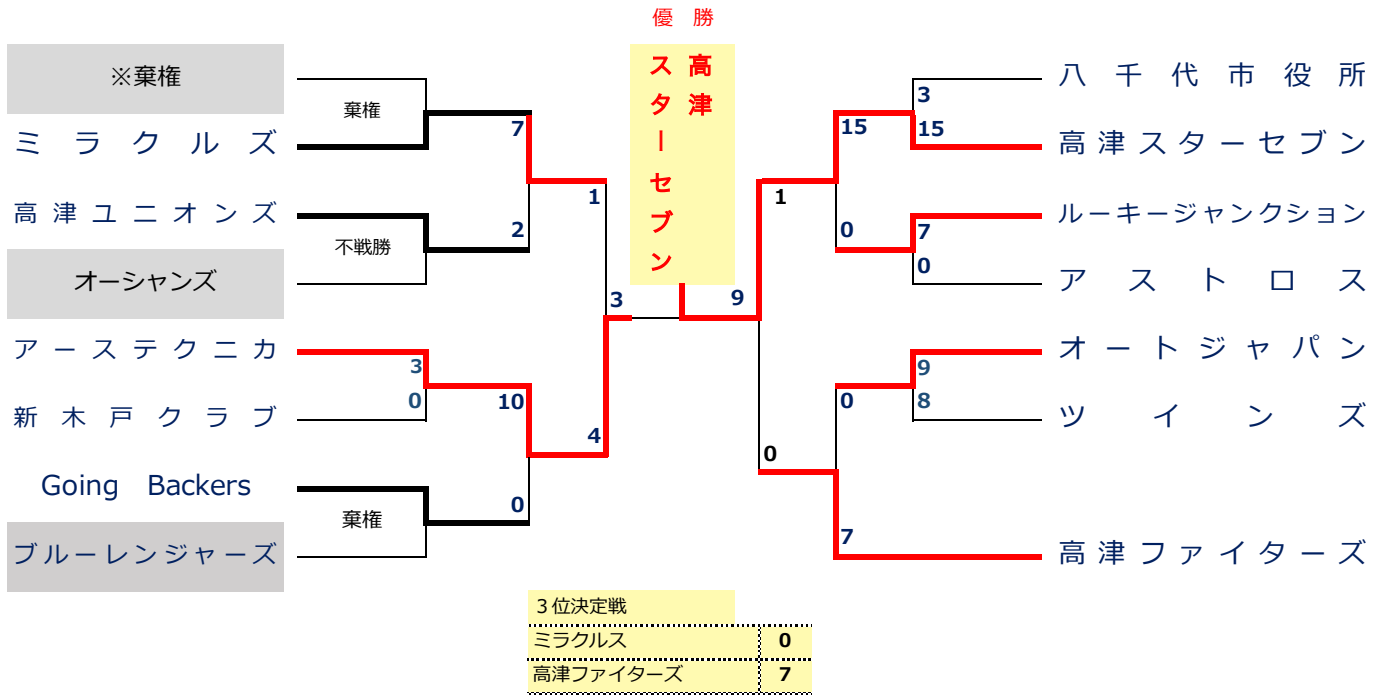 優 勝
高津
スターセブン
※棄権
棄権
ミラクルズ
7
高津ユニオンズ
2
不戦勝
オーシャンズ
1
アーステクニカ
3
0
新木戸クラブ
10
4
3
Going Backers
0
棄権
ブルーレンジャーズ
八千代市役所
3
15
15
高津スターセブン
1
ルーキージャンクション
0
7
0
アストロス
9
オートジャパン
9
0
8
ツインズ
0
7
高津ファイターズ
3位決定戦
ミラクルス 0
高津ファイターズ 7